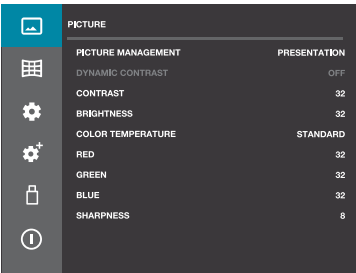 PICTURE
PICTURE MANAGEMENT PRESENTATION
DYNAMIC CONTRAST OFF
CONTRAST 32
BRIGHTNESS 32
COLOR TEMPERATURE STANDARD
RED 32
GREEN 32
BLUE 32
SHARPNESS 8